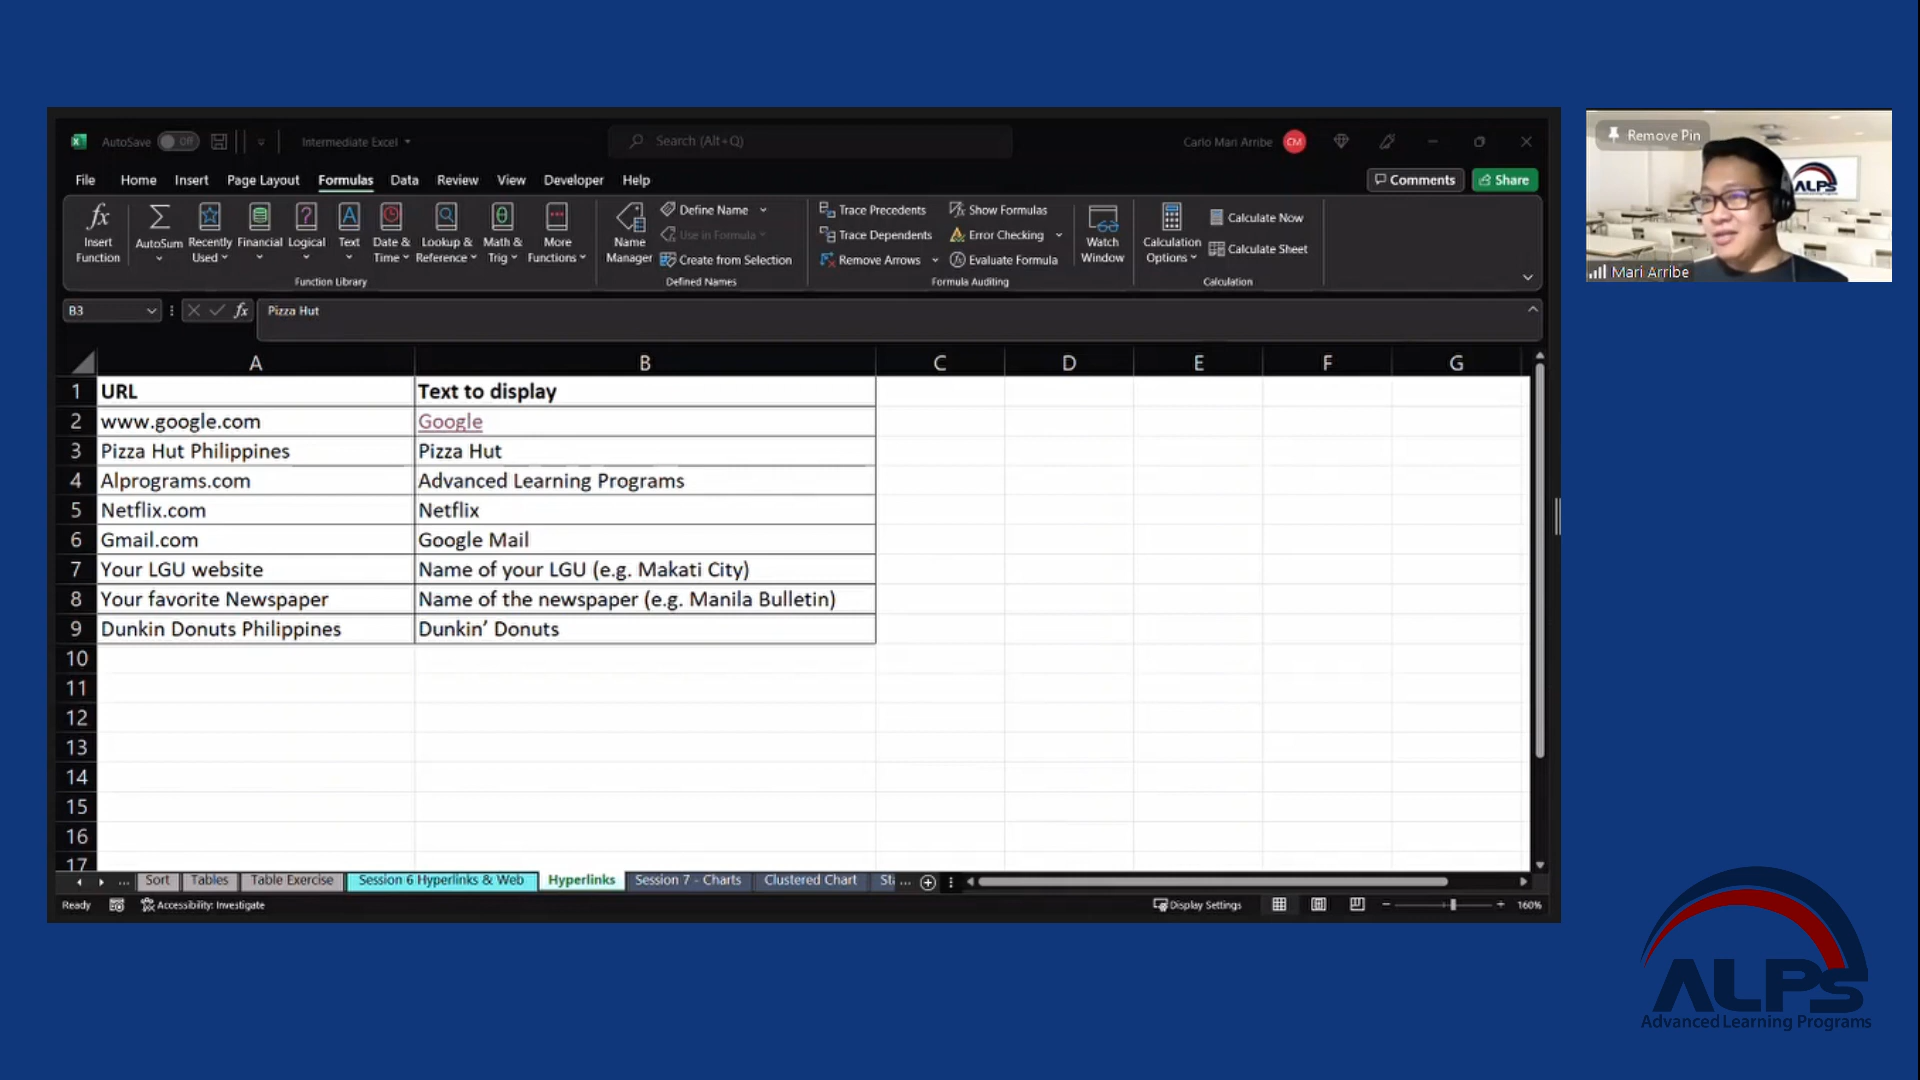 AutoSave Off Intermediate Excel Search (Alt+Q) Carlo Mari Arribe CM
File Home Insert Page Layout Formulas Data Review View Developer Help Comments Share
Insert Function AutoSum Recently Used Financial Logical Text Date & Time Lookup & Reference Math & Trig More Functions
Function Library
Name Manager Define Name Use in Formula Create from Selection
Defined Names
Trace Precedents Show Formulas
Trace Dependents Error Checking
Remove Arrows Evaluate Formula
Formula Auditing
Watch Window
Calculation Options Calculate Now Calculate Sheet
Calculation
B3 fx Pizza Hut
A B C D E F G
1 URL Text to display
2 www.google.com Google
3 Pizza Hut Philippines Pizza Hut
4 Alprograms.com Advanced Learning Programs
5 Netflix.com Netflix
6 Gmail.com Google Mail
7 Your LGU website Name of your LGU (e.g. Makati City)
8 Your favorite Newspaper Name of the newspaper (e.g. Manila Bulletin)
9 Dunkin Donuts Philippines Dunkin’ Donuts
10
11
12
13
14
15
16
17
... Sort Tables Table Exercise Session 6 Hyperlinks & Web Hyperlinks Session 7 - Charts Clustered Chart St ...
Ready Accessibility: Investigate Display Settings 160%
Remove Pin
ALPs
Mari Arribe
ALPs
Advanced Learning Programs